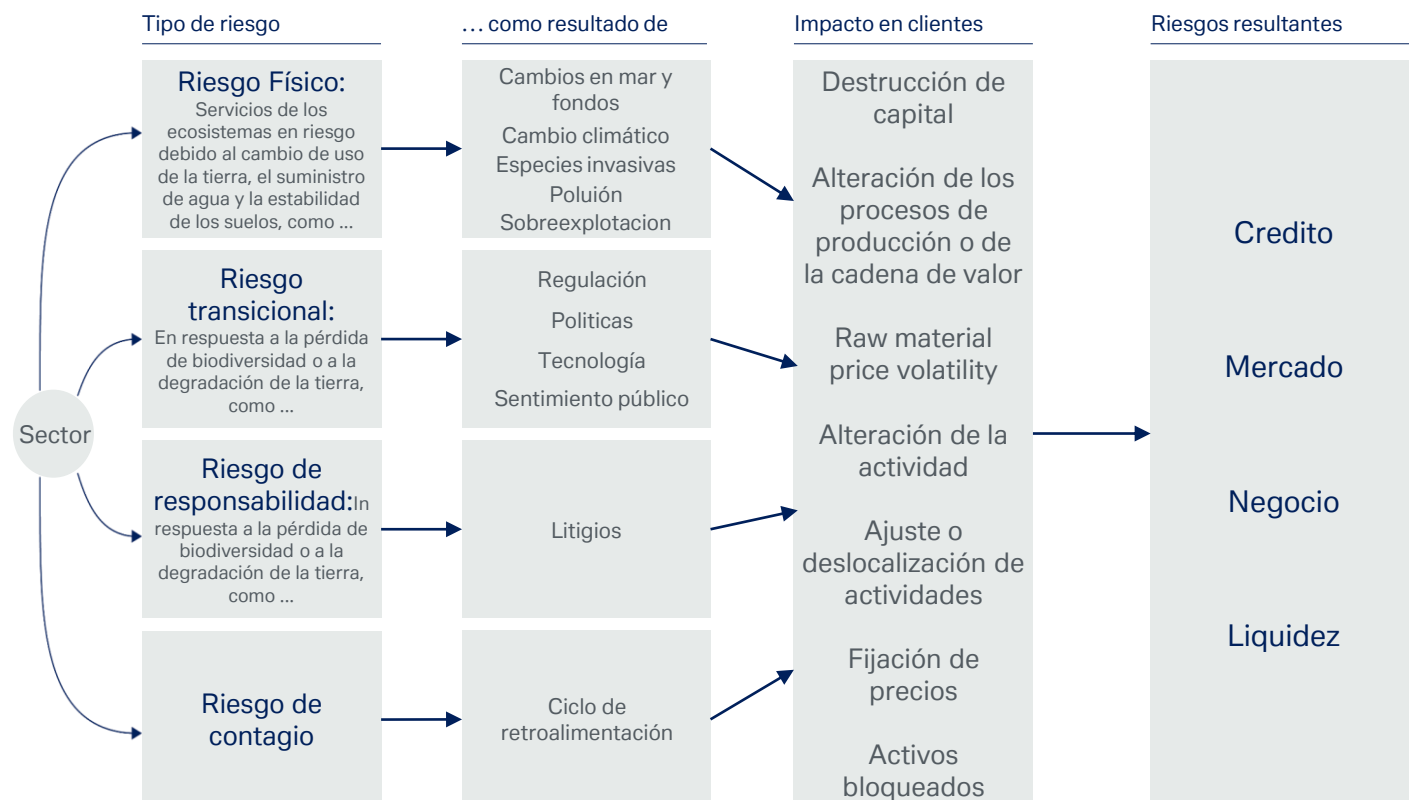 Tipo de riesgo
… como resultado de
Impacto en clientes
Riesgos resultantes
Sector
Riesgo Físico:
Servicios de los
ecosistemas en riesgo
debido al cambio de uso
de la tierra, el suministro
de agua y la estabilidad
de los suelos, como ...
Riesgo
transicional:
En respuesta a la pérdida
de biodiversidad o a la
degradación de la tierra,
como ...
Riesgo de
responsabilidad:In
respuesta a la pérdida de
biodiversidad o a la
degradación de la tierra,
como ...
Riesgo de
contagio
Cambios en mar y
fondos
Cambio climático
Especies invasivas
Poluión
Sobreexplotacion
Regulación
Politicas
Tecnología
Sentimiento público
Litigios
Ciclo de
retroalimentación
Destrucción de
capital
Alteración de los
procesos de
producción o de
la cadena de valor
Raw material
price volatility
Alteración de la
actividad
Ajuste o
deslocalización de
actividades
Fijación de
precios
Activos
bloqueados
Credito
Mercado
Negocio
Liquidez